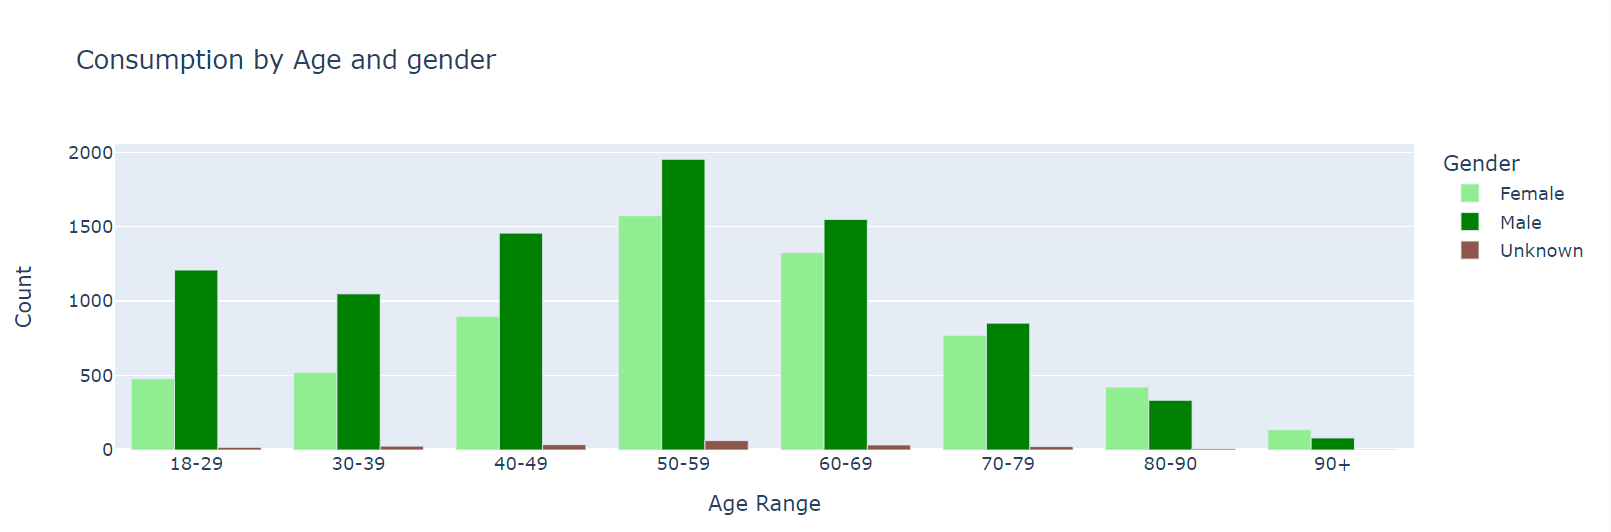 Consumption by Age and gender
2000
1500
1000
500
0
Count
18-29 30-39 40-49 50-59 60-69 70-79 80-90 90+
Age Range
Gender
Female
Male
Unknown